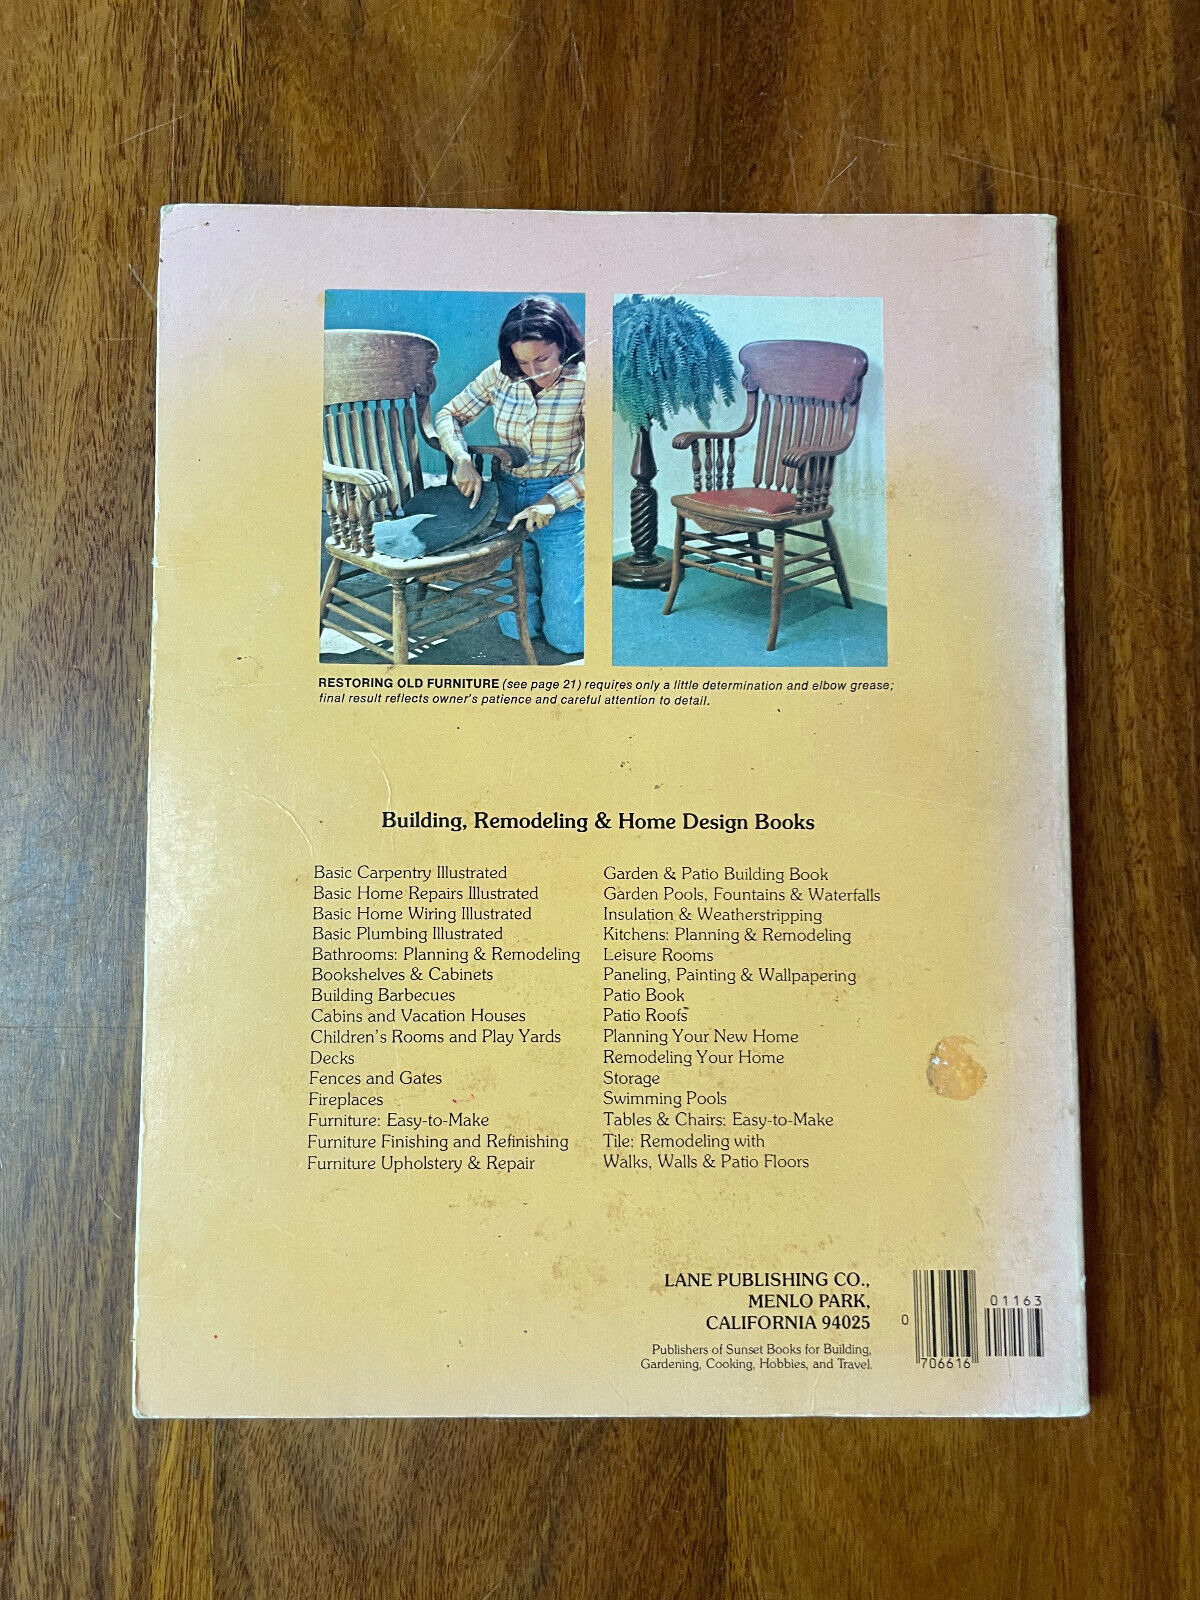 RESTORING OLD FURNITURE (see page 21) requires only a little determination and elbow grease;
final result reflects owner's patience and careful attention to detail.
Building, Remodeling & Home Design Books
Basic Carpentry Illustrated
Basic Home Repairs Illustrated
Basic Home Wiring Illustrated
Basic Plumbing Illustrated
Bathrooms: Planning & Remodeling
Bookshelves & Cabinets
Building Barbecues
Cabins and Vacation Houses
Children's Rooms and Play Yards
Decks
Fences and Gates
Fireplaces
Furniture: Easy-to-Make
Furniture Finishing and Refinishing
Furniture Upholstery & Repair
Garden & Patio Building Book
Garden Pools, Fountains & Waterfalls
Insulation & Weatherstripping
Kitchens: Planning & Remodeling
Leisure Rooms
Paneling, Painting & Wallpapering
Patio Book
Patio Roofs
Planning Your New Home
Remodeling Your Home
Storage
Swimming Pools
Tables & Chairs: Easy-to-Make
Tile: Remodeling with
Walks, Walls & Patio Floors
LANE PUBLISHING CO.,
MENLO PARK,
CALIFORNIA 94025
Publishers of Sunset Books for Building,
Gardening, Cooking, Hobbies, and Travel.
01163
0
706616